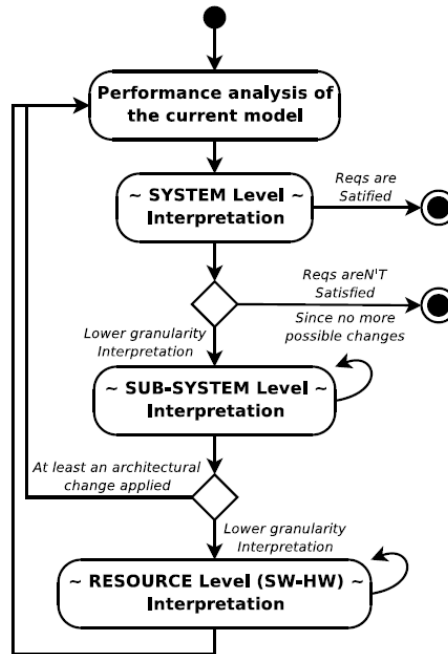 Performance analysis of
the current model
~ SYSTEM Level ~
Interpretation
Reqs are
Satified
Reqs areN'T
Satisfied
Since no more
possible changes
Lower granularity
Interpretation
~ SUB-SYSTEM Level ~
Interpretation
At least an architectural
change applied
Lower granularity
Interpretation
~ RESOURCE Level (SW-HW) ~
Interpretation